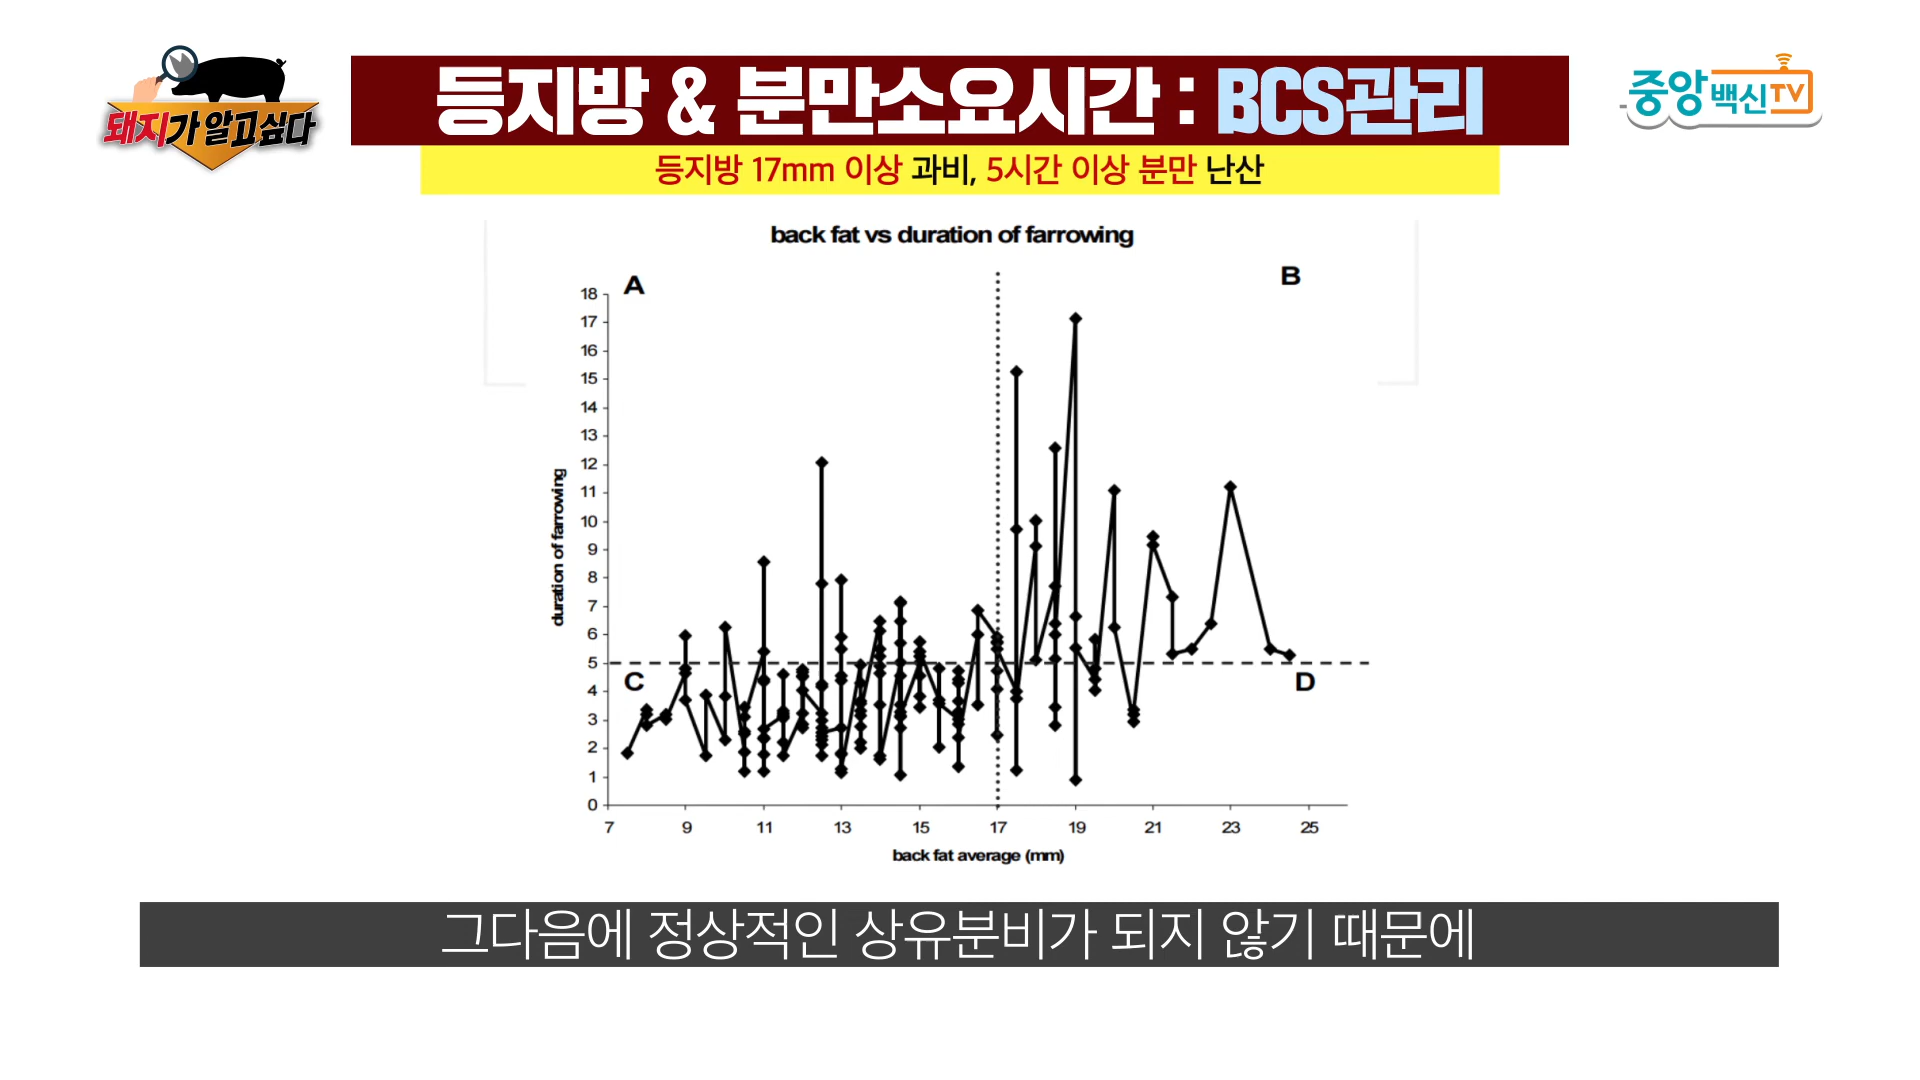 돼지가 알고싶다
등지방 & 분만소요시간 : BCS관리
중앙백신TV
등지방 17mm 이상 과비, 5시간 이상 분만 난산
back fat vs duration of farrowing
A
B
18
17
16
15
14
13
12
11
10
9
8
7
6
5
4
3
2
1
0
duration of farrowing
C
D
7 9 11 13 15 17 19 21 23 25
back fat average (mm)
그다음에 정상적인 상유분비가 되지 않기 때문에